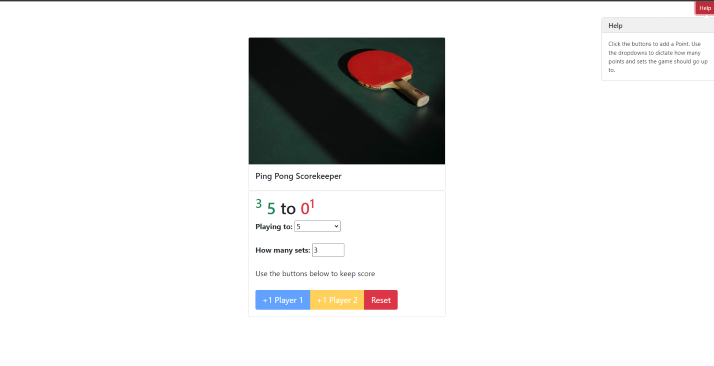 Help
Help
Click the buttons to add a Point. Use
the dropdowns to dictate how many
points and sets the game should go up
to.
Ping Pong Scorekeeper
3 5 to 0 1
Playing to: 5
How many sets: 3
Use the buttons below to keep score
+1 Player 1 +1 Player 2 Reset